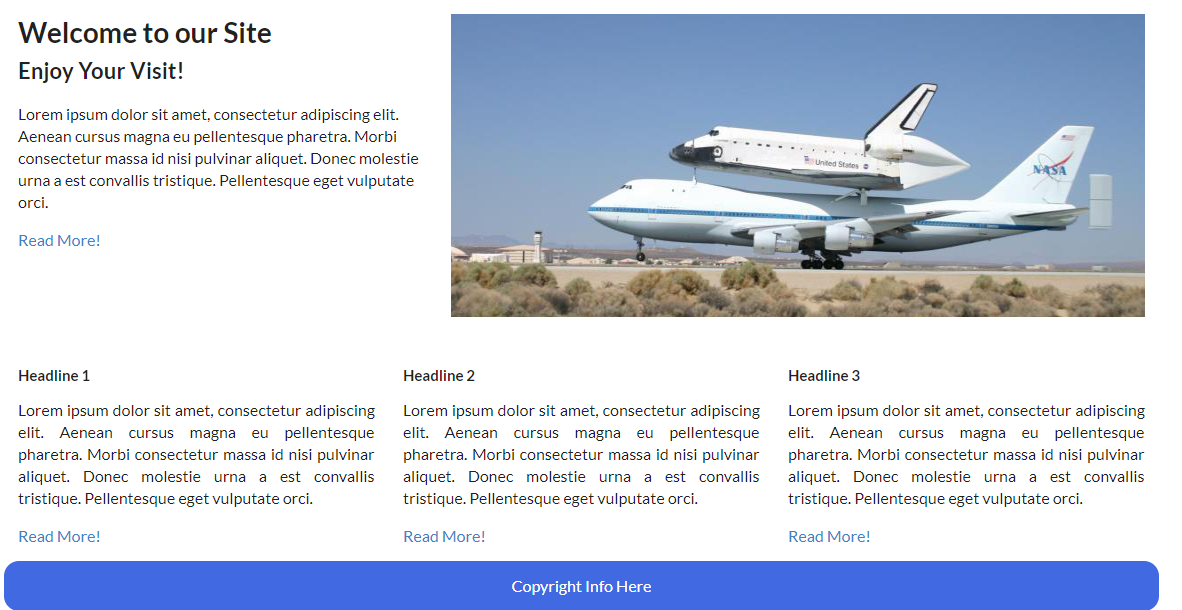 Welcome to our Site
Enjoy Your Visit!
Lorem ipsum dolor sit amet, consectetur adipiscing elit.
Aenean cursus magna eu pellentesque pharetra. Morbi
consectetur massa id nisi pulvinar aliquet. Donec molestie
urna a est convallis tristique. Pellentesque eget vulputate
orci.
Read More!
United States
NASA
Headline 1
Lorem ipsum dolor sit amet, consectetur adipiscing
elit. Aenean cursus magna eu pellentesque
pharetra. Morbi consectetur massa id nisi pulvinar
aliquet. Donec molestie urna a est convallis
tristique. Pellentesque eget vulputate orci.
Read More!
Headline 2
Lorem ipsum dolor sit amet, consectetur adipiscing
elit. Aenean cursus magna eu pellentesque
pharetra. Morbi consectetur massa id nisi pulvinar
aliquet. Donec molestie urna a est convallis
tristique. Pellentesque eget vulputate orci.
Read More!
Headline 3
Lorem ipsum dolor sit amet, consectetur adipiscing
elit. Aenean cursus magna eu pellentesque
pharetra. Morbi consectetur massa id nisi pulvinar
aliquet. Donec molestie urna a est convallis
tristique. Pellentesque eget vulputate orci.
Read More!
Copyright Info Here